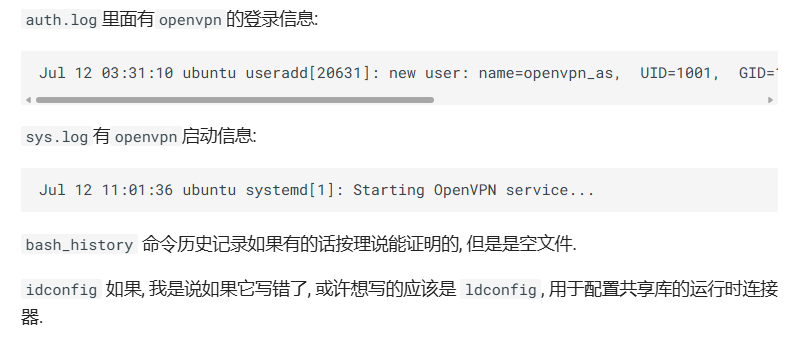 auth.log 里面有 openvpn 的登录信息:
Jul 12 03:31:10 ubuntu useradd[20631]: new user: name=openvpn_as, UID=1001, GID=
sys.log 有 openvpn 启动信息:
Jul 12 11:01:36 ubuntu systemd[1]: Starting OpenVPN service...
bash_history 命令历史记录如果有的话按理说能证明的, 但是是空文件.
idconfig 如果, 我是说如果它写错了, 或许想写的应该是 ldconfig, 用于配置共享库的运行时连接
器.